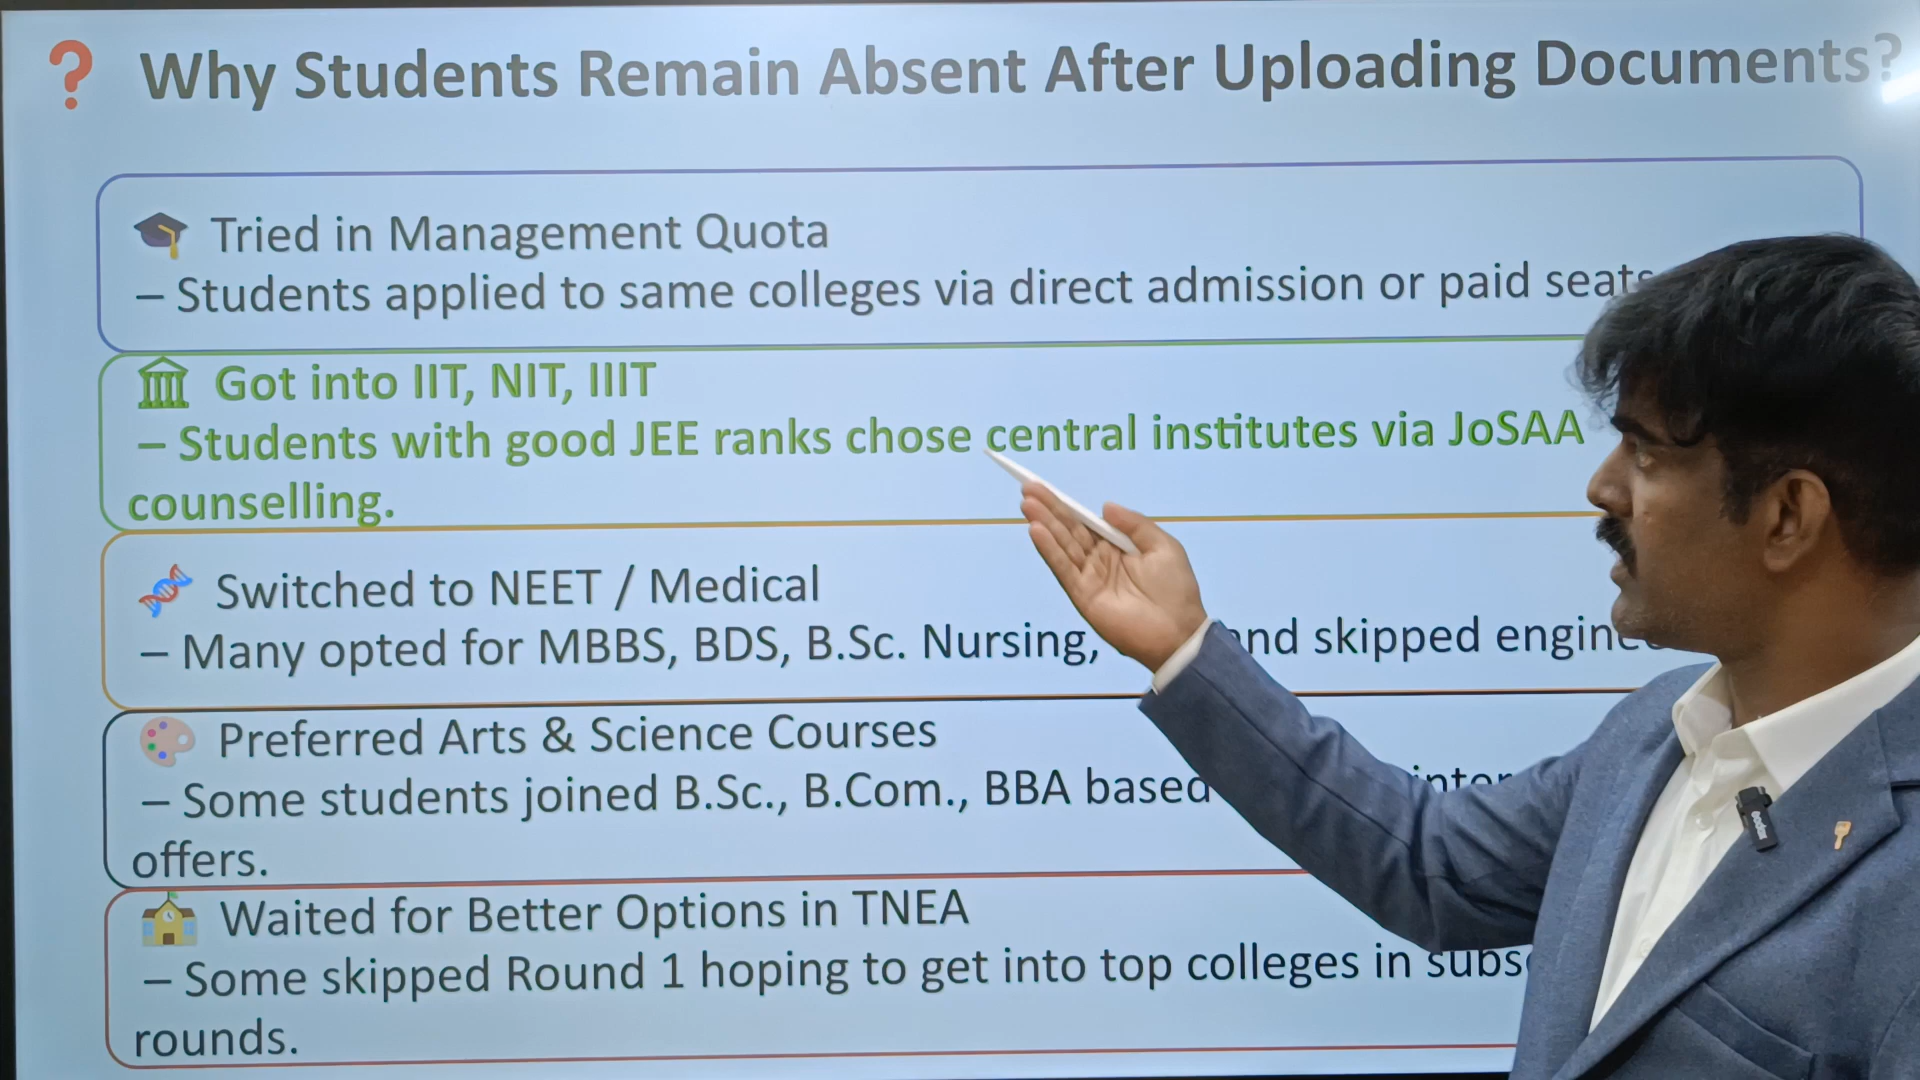 Why Students Remain Absent After Uploading Documents?
Tried in Management Quota
– Students applied to same colleges via direct admission or paid seats
Got into IIT, NIT, IIIT
– Students with good JEE ranks chose central institutes via JoSAA
counselling.
Switched to NEET / Medical
– Many opted for MBBS, BDS, B.Sc. Nursing, and skipped
Preferred Arts & Science Courses
– Some students joined B.Sc., B.Com., BBA based
offers.
Waited for Better Options in TNEA
– Some skipped Round 1 hoping to get into top colleges in
rounds.
Godox